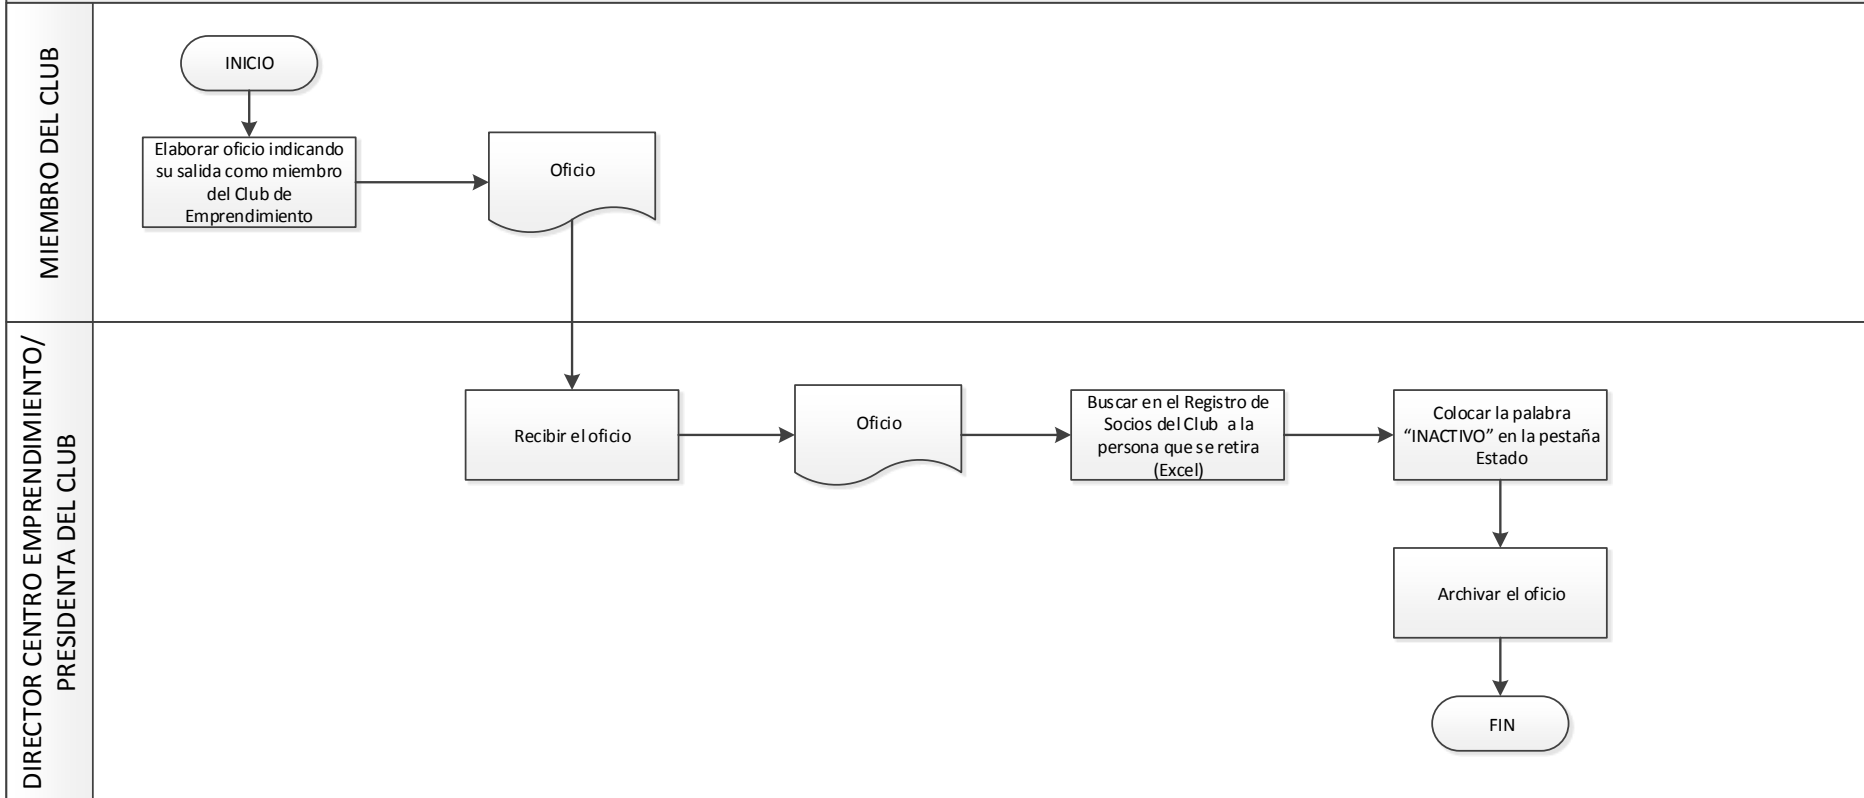 MIEMBRO DEL CLUB
INICIO
Elaborar oficio indicando
su salida como miembro
del Club de
Emprendimiento
Oficio
DIRECTOR CENTRO EMPRENDIMIENTO/
PRESIDENTA DEL CLUB
Recibir el oficio
Oficio
Buscar en el Registro de
Socios del Club a la
persona que se retira
(Excel)
Colocar la palabra
“INACTIVO” en la pestaña
Estado
Archivar el oficio
FIN